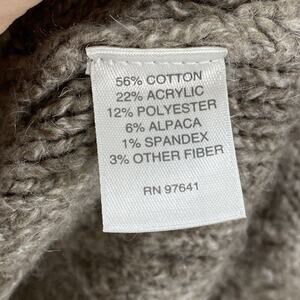 56% COTTON
22% ACRYLIC
12% POLYESTER
6% ALPACA
1% SPANDEX
3% OTHER FIBER
RN 97641